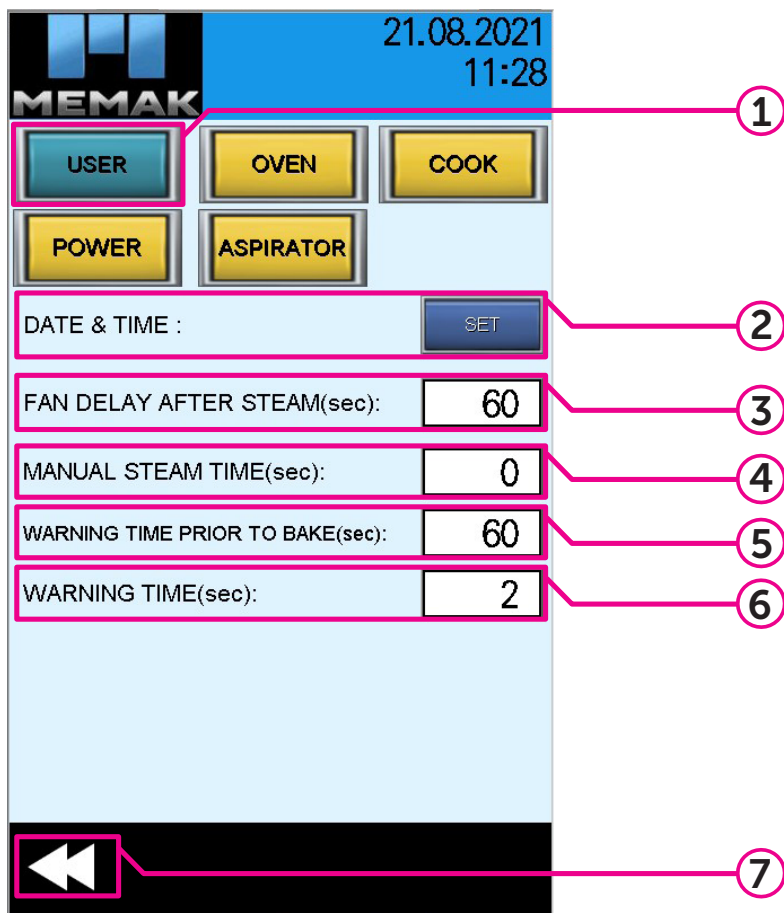 MEMAK
21.08.2021
11:28
1
USER
OVEN
COOK
POWER
ASPIRATOR
DATE & TIME :
SET
2
FAN DELAY AFTER STEAM(sec):
60
3
MANUAL STEAM TIME(sec):
0
4
WARNING TIME PRIOR TO BAKE(sec):
60
5
WARNING TIME(sec):
2
6
7